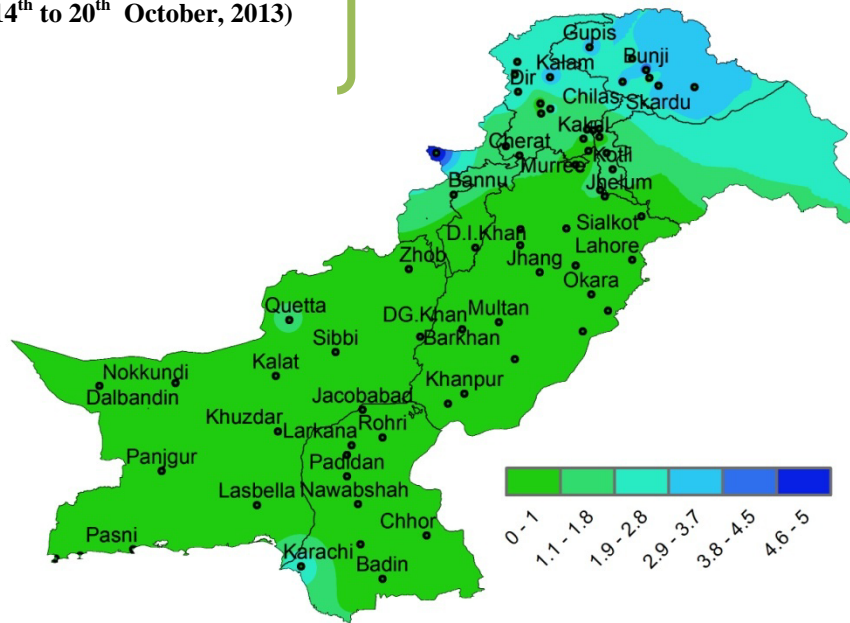 14th to 20th October, 2013)
Gupis
Bunji
Kalam
Dir
Chilas
Skardu
Cherat
Murree
Kotli
Bannu
Jhelum
Sialkot
D.I.Khan
Lahore
Zhob
Jhang
Okara
Quetta
DG.Khan
Multan
Sibbi
Barkhan
Kalat
Nokkundi
Khanpur
Dalbandin
Jacobabad
Khuzdar
Rohri
Larkana
Panjgur
Padidan
Lasbella
Nawabshah
Chhor
Pasni
Karachi
Badin
0 - 1
1.1 - 1.8
1.9 - 2.8
2.9 - 3.7
3.8 - 4.5
4.6 - 5